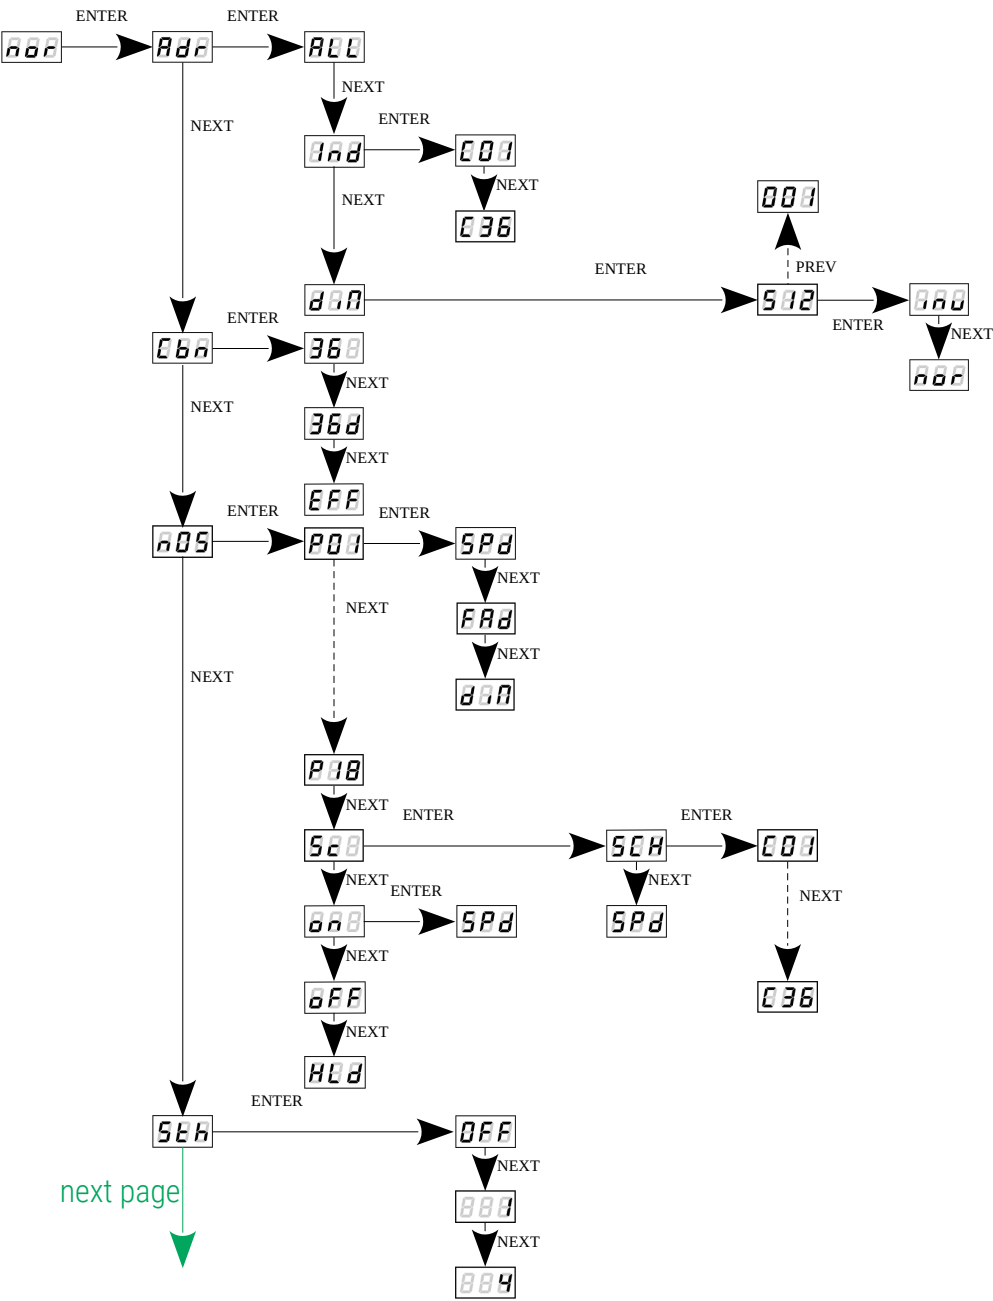 ENTER ENTER
nor Adr ALL
NEXT
NEXT ENTER
Ind C01
NEXT NEXT
001
C36
ENTER PREV
diM 512 inv
ENTER ENTER
NEXT
Cbn 36
nor
NEXT
NEXT
36d
NEXT
EFF
ENTER ENTER
nOS P01 SPd
NEXT
NEXT
FAd
NEXT
NEXT
diM
P18
NEXT ENTER ENTER
Sc SCH C01
NEXT ENTER NEXT
NEXT
on SPd SPd
NEXT
oFF C36
NEXT
HLd
ENTER
Sth OFF
NEXT
next page
1
NEXT
4